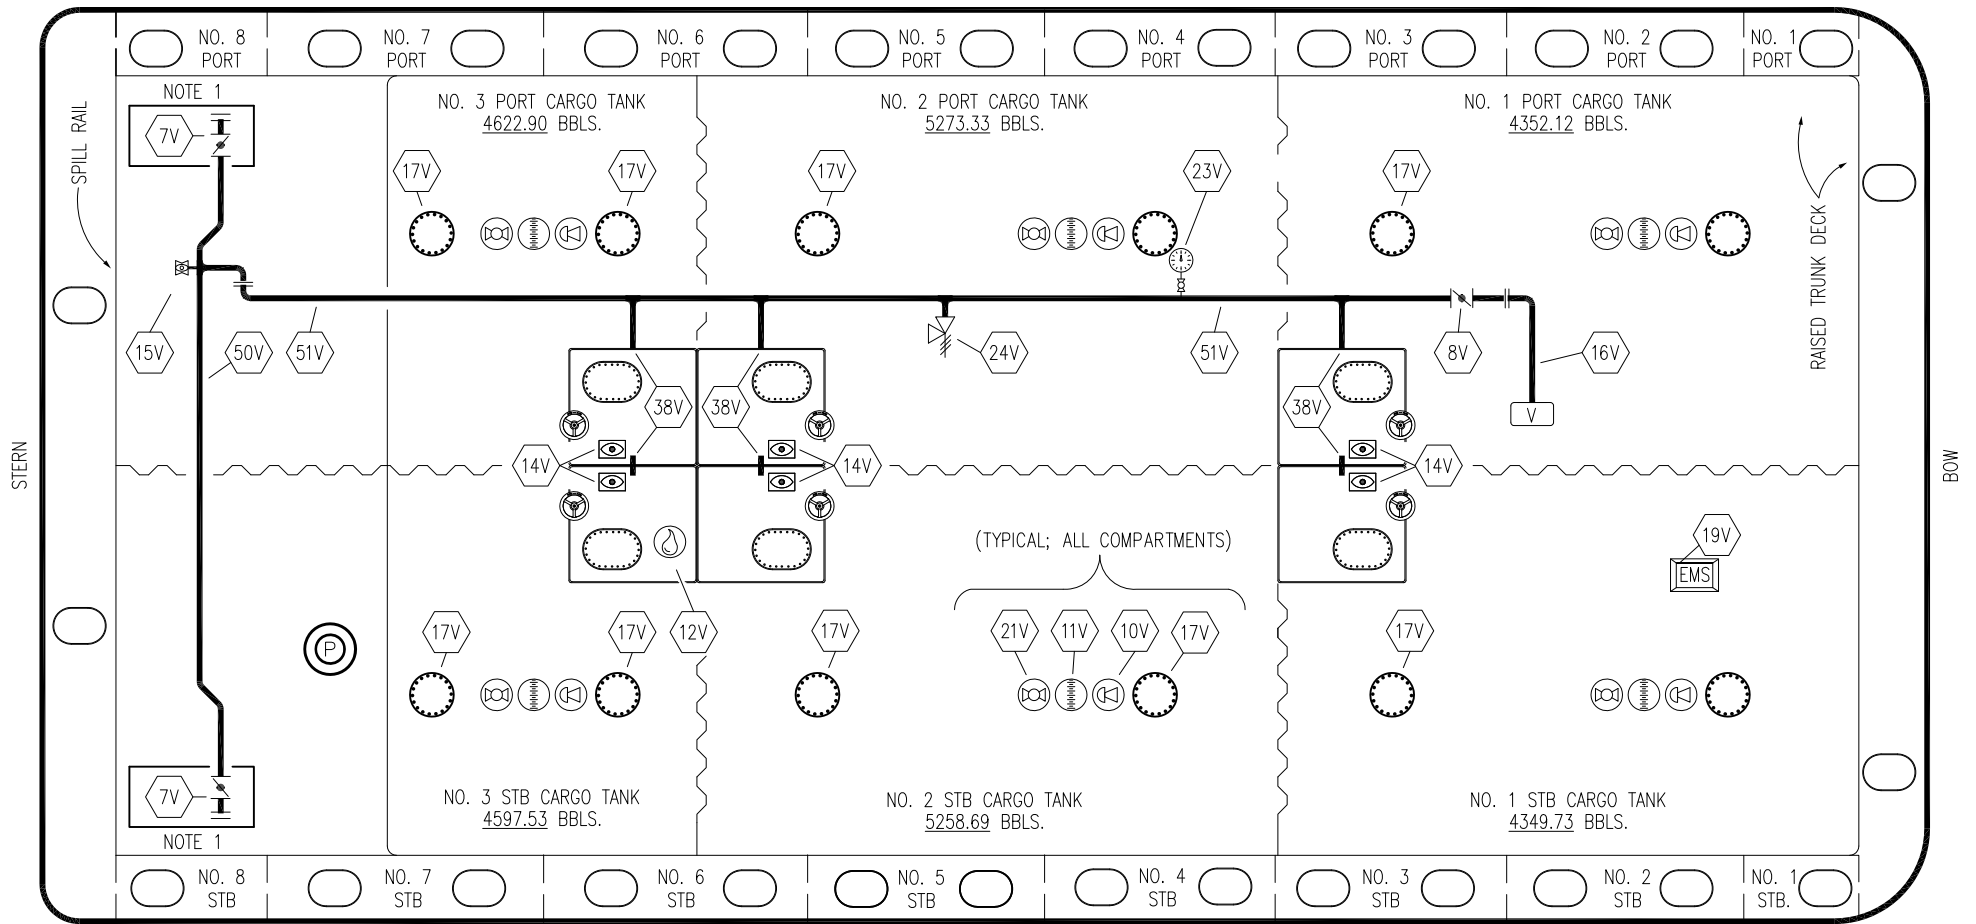 NO. 8
PORT
NO. 7
PORT
NO. 6
PORT
NO. 5
PORT
NO. 4
PORT
NO. 3
PORT
NO. 2
PORT
NO. 1
PORT
NOTE 1
7V
SPILL RAIL
NO. 3 PORT CARGO TANK
4622.90 BBLS.
NO. 2 PORT CARGO TANK
5273.33 BBLS.
NO. 1 PORT CARGO TANK
4352.12 BBLS.
17V
17V
17V
23V
17V
RAISED TRUNK DECK
15V
50V
51V
24V
51V
8V
16V
38V
38V
38V
V
STERN
14V
14V
14V
BOW
(TYPICAL; ALL COMPARTMENTS)
19V
EMS
17V
17V
12V
17V
21V
11V
10V
17V
17V
P
7V
NOTE 1
NO. 3 STB CARGO TANK
4597.53 BBLS.
NO. 2 STB CARGO TANK
5258.69 BBLS.
NO. 1 STB CARGO TANK
4349.73 BBLS.
NO. 8
STB
NO. 7
STB
NO. 6
STB
NO. 5
STB
NO. 4
STB
NO. 3
STB
NO. 2
STB
NO. 1
STB.